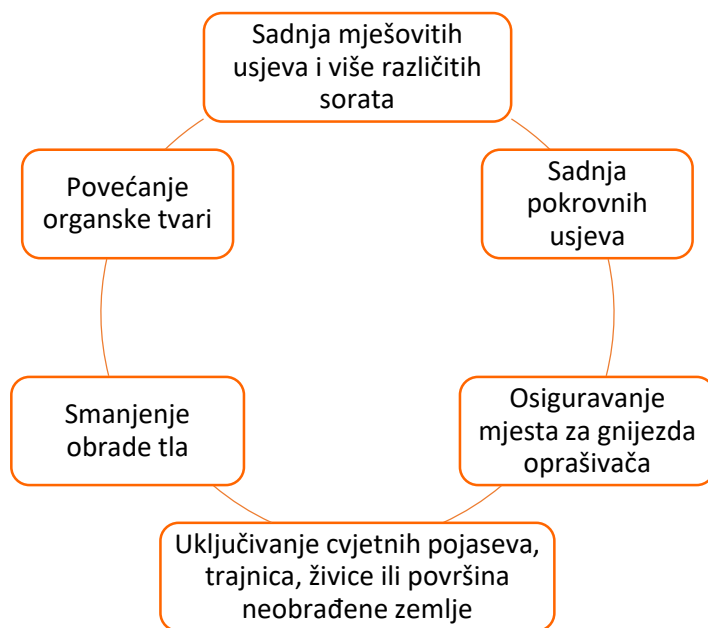 Sadnja mješovitih
usjeva i više različitih
sorata
Sadnja
pokrovnih
usjeva
Osiguravanje
mjesta za gnijezda
oprašivača
Uključivanje cvjetnih pojaseva,
trajnica, živice ili površina
neobrađene zemlje
Smanjenje
obrade tla
Povećanje
organske tvari